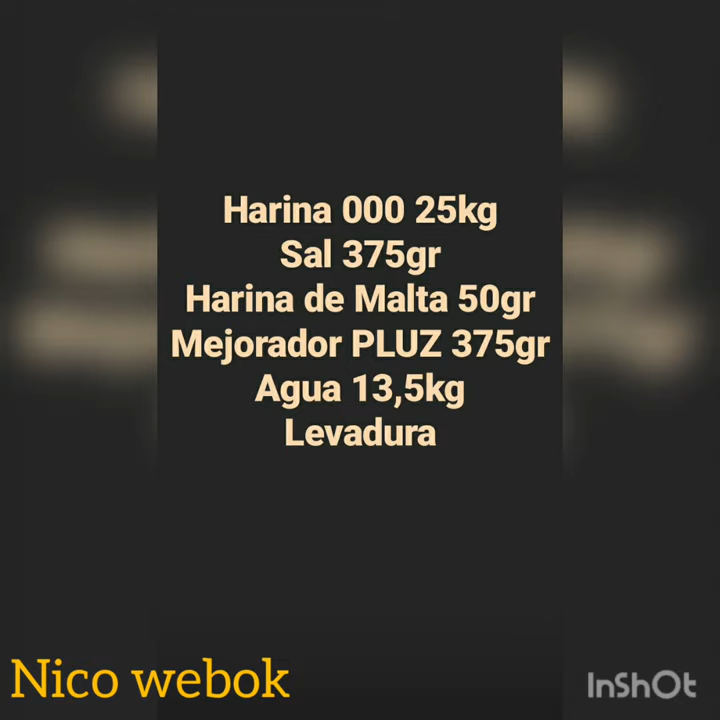 Harina 000 25kg
Sal 375gr
Harina de Malta 50gr
Mejorador PLUZ 375gr
Agua 13,5kg
Levadura
Nico webok
InShOt